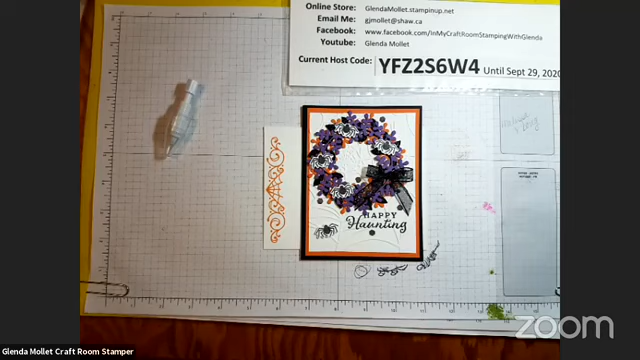 Online Store: GlendaMollet.stampinup.net
Email Me: gjmollet@shaw.ca
Facebook: www.facebook.com/InMyCraftRoomStampingWithGlenda
Youtube: Glenda Mollet
Current Host Code: YFZ2S6W4 Until Sept 29, 2020
HAPPY
Haunting
zoom
Glenda Mollet Craft Room Stamper